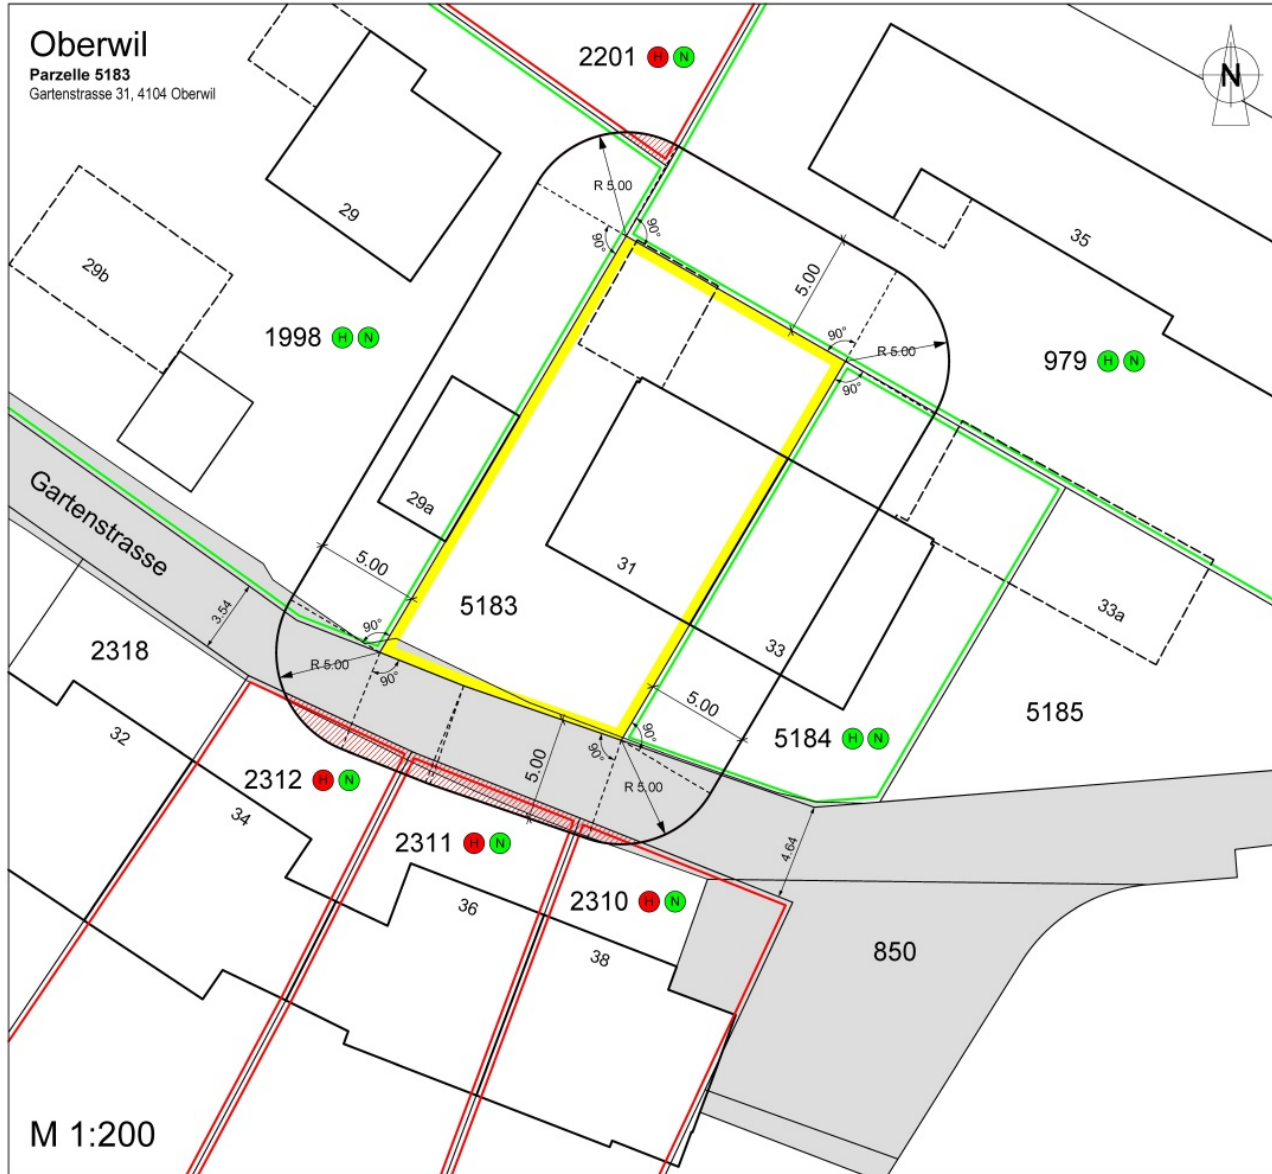 Oberwil
Parzelle 5183
Gartenstrasse 31, 4104 Oberwil
2201 H N
N
R 5.00
90°
90°
29
35
29b
5.00
1998 H N
90°
R 5.00
979 H N
90°
29a
Gartenstrasse
5.00
31
3.54
5183
33a
90°
2318
R 5.00
90°
33
5.00
5185
32
90°
90°
5184 H N
5.00
2312 H N
R 5.00
34
2311 H N
4.64
36
2310 H N
38
850
M 1:200